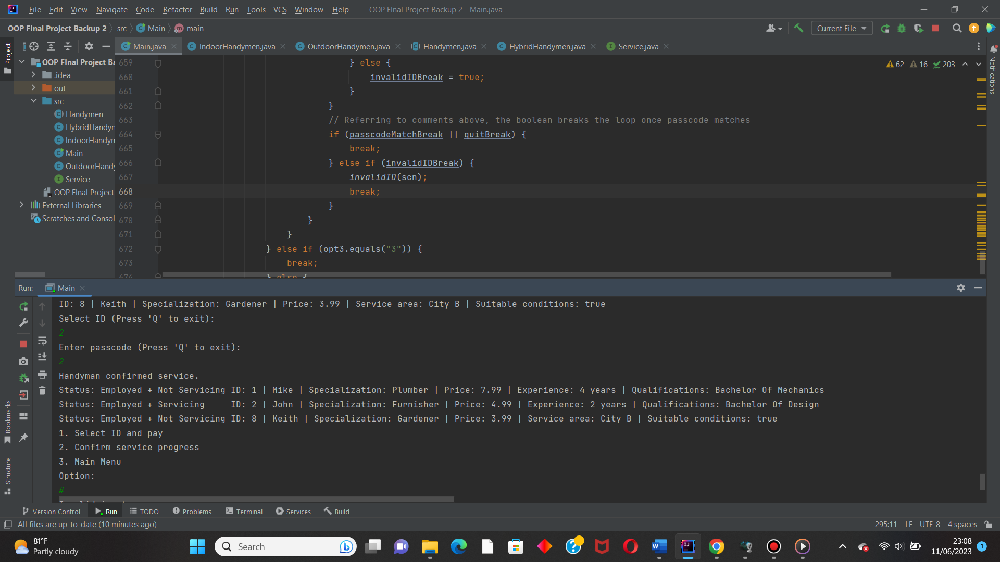 File Edit View Navigate Code Refactor Build Run Tools VCS Window Help OOP FInal Project Backup 2 - Main.java
OOP FInal Project Backup 2 src Main main Current File
Project
Main.java IndoorHandymen.java OutdoorHandymen.java Handymen.java HybridHandymen.java Service.java
Notifications
OOP FInal Project Ba
.idea
out
src
Handymen
HybridHandyn
IndoorHandyn
Main
OutdoorHandy
Service
OOP FInal Project
External Libraries
Scratches and Consol
62 16 203
659 } else {
660 invalidIDBreak = true;
661 }
662 }
663 // Referring to comments above, the boolean breaks the loop once passcode matches
664 if (passcodeMatchBreak || quitBreak) {
665 break;
666 } else if (invalidIDBreak) {
667 invalidID(scn);
668 break;
669 }
670 }
671 }
672 } else if (opt3.equals("3")) {
673 break;
674 } else {
Run: Main
ID: 8 | Keith | Specialization: Gardener | Price: 3.99 | Service area: City B | Suitable conditions: true
Select ID (Press 'Q' to exit):
2
Enter passcode (Press 'Q' to exit):
2
Handyman confirmed service.
Status: Employed + Not Servicing ID: 1 | Mike | Specialization: Plumber | Price: 7.99 | Experience: 4 years | Qualifications: Bachelor Of Mechanics
Status: Employed + Servicing     ID: 2 | John | Specialization: Furnisher | Price: 4.99 | Experience: 2 years | Qualifications: Bachelor Of Design
Status: Employed + Not Servicing ID: 8 | Keith | Specialization: Gardener | Price: 3.99 | Service area: City B | Suitable conditions: true
1. Select ID and pay
2. Confirm service progress
3. Main Menu
Option:
#
Bookmarks
Structure
Version Control Run TODO Problems Terminal Services Build
All files are up-to-date (10 minutes ago) 295:11 LF UTF-8 4 spaces
81°F
Partly cloudy
Search
23:08
11/06/2023
1